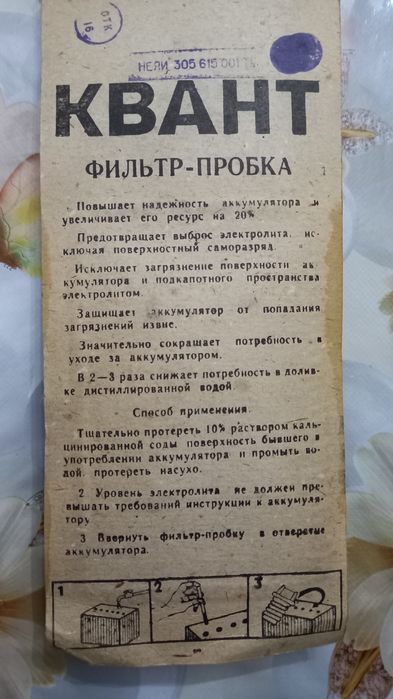 ОТК
16
НЕЛИ 305 615 001
КВАНТ
ФИЛЬТР-ПРОБКА
Повышает надежность аккумулятора и
увеличивает его ресурс на 20%
Предотвращает выброс электролита, ис-
ключая поверхностный саморазряд.
Исключает загрязнение поверхности ак
кумулятора и подкапотного пространства
электролитом.
Защищает аккумулятор от попадания
загрязнений извне.
Значительно сокращает потребность в
уходе за аккумулятором.
В 2—3 раза снижает потребность в долив-
ке дистиллированной водой.
Способ применения.
Тщательно протереть 10% раствором каль-
цинированной соды поверхность бывшего в
употреблении аккумулятора и промыть во-
дой, протереть насухо.
2 Уровень электролита не должен пре-
вышать требований инструкции к аккумуля-
тору
3 Ввернуть фильтр-пробку в отверстие
аккумулятора.
1 2 3